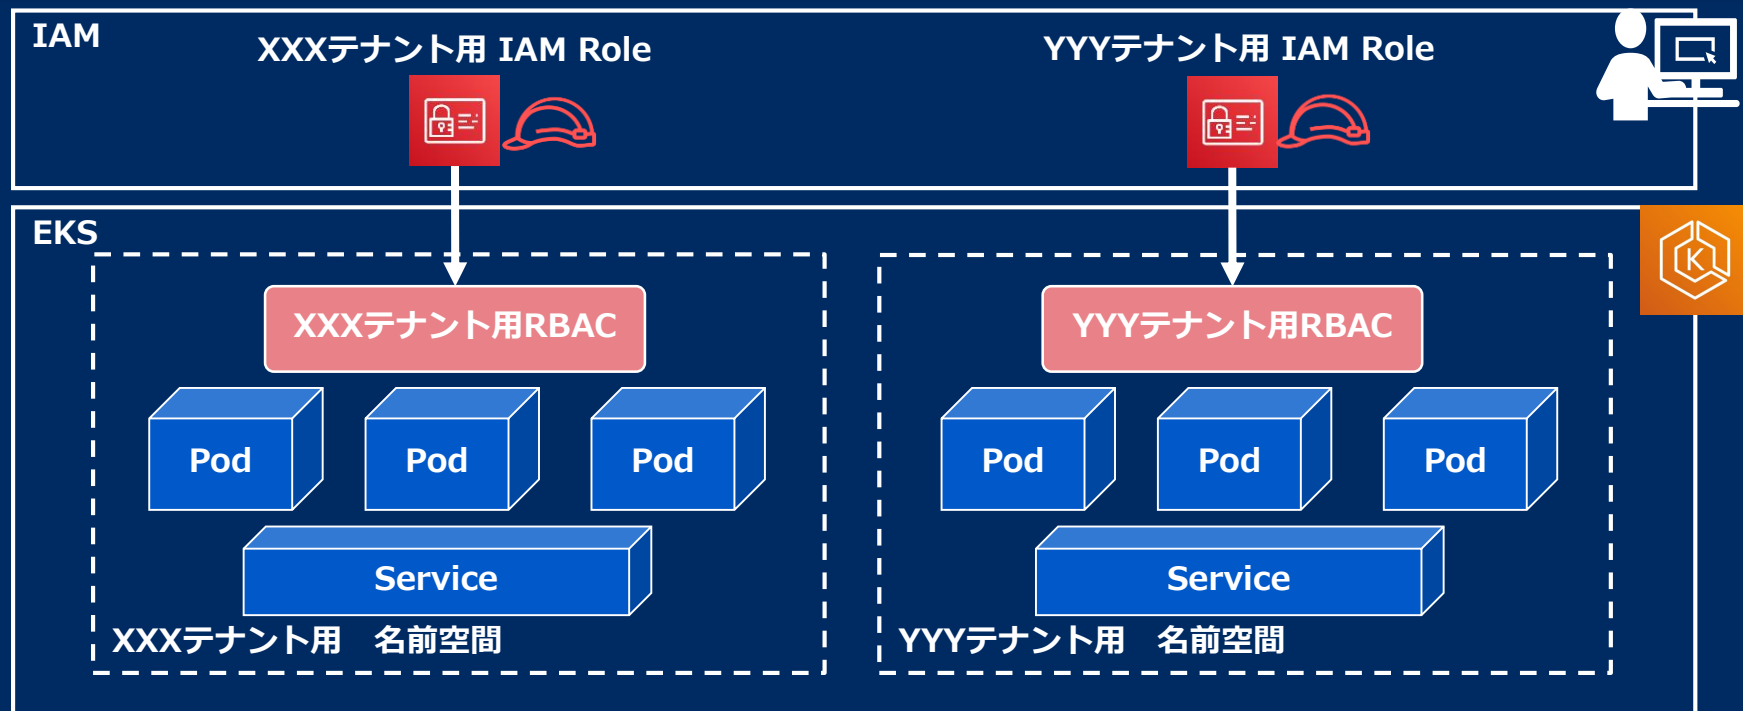 IAM
XXXテナント用 IAM Role
YYYテナント用 IAM Role
EKS
K
XXXテナント用RBAC
YYYテナント用RBAC
Pod
Pod
Pod
Pod
Pod
Pod
Service
Service
XXXテナント用　名前空間
YYYテナント用　名前空間